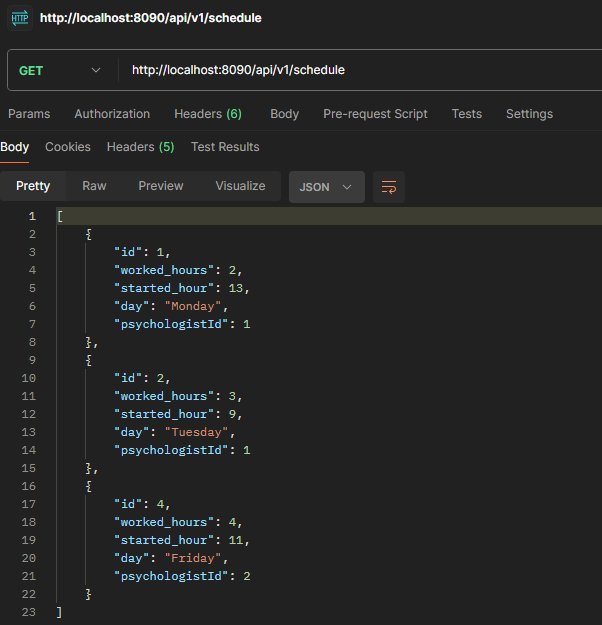 HTTP http://localhost:8090/api/v1/schedule
GET http://localhost:8090/api/v1/schedule
Params Authorization Headers (6) Body Pre-request Script Tests Settings
Body Cookies Headers (5) Test Results
Pretty Raw Preview Visualize JSON
1 [
2 {
3 "id": 1,
4 "worked_hours": 2,
5 "started_hour": 13,
6 "day": "Monday",
7 "psychologistId": 1
8 },
9 {
10 "id": 2,
11 "worked_hours": 3,
12 "started_hour": 9,
13 "day": "Tuesday",
14 "psychologistId": 1
15 },
16 {
17 "id": 4,
18 "worked_hours": 4,
19 "started_hour": 11,
20 "day": "Friday",
21 "psychologistId": 2
22 }
23 ]